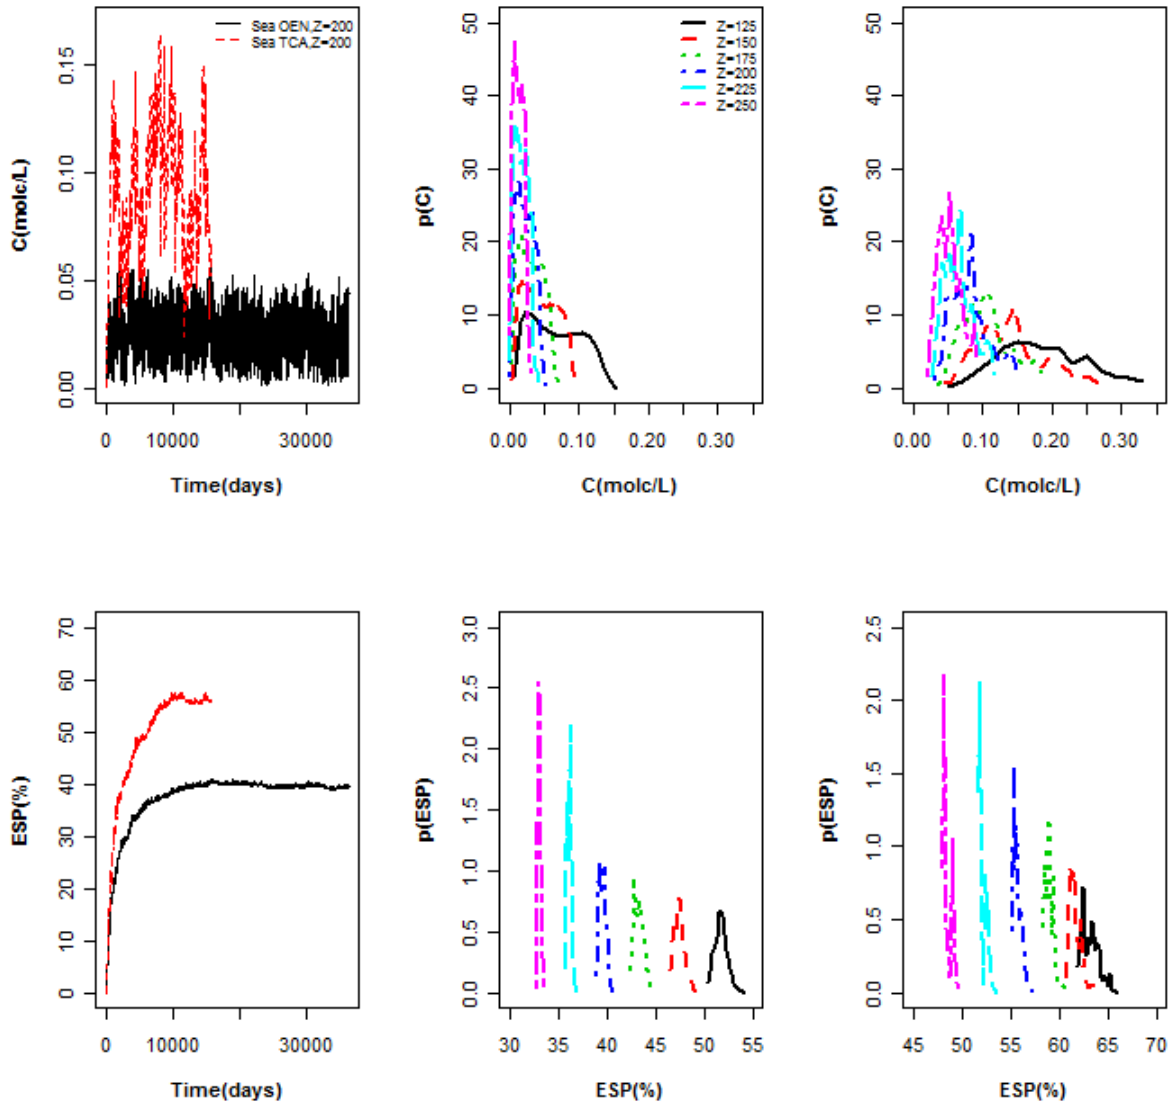 Sea OEN,Z=200
Sea TCA,Z=200
C(molc/L)
0.00 0.05 0.10 0.15
0 10000 30000
Time(days)
Z=125
Z=150
Z=175
Z=200
Z=225
Z=250
p(C)
0 10 20 30 40 50
0.00 0.10 0.20 0.30
C(molc/L)
p(C)
0 10 20 30 40 50
0.00 0.10 0.20 0.30
C(molc/L)
ESP(%)
0 10 20 30 40 50 60 70
0 10000 30000
Time(days)
p(ESP)
0.0 0.5 1.0 1.5 2.0 2.5 3.0
30 35 40 45 50 55
ESP(%)
p(ESP)
0.0 0.5 1.0 1.5 2.0 2.5
45 50 55 60 65 70
ESP(%)